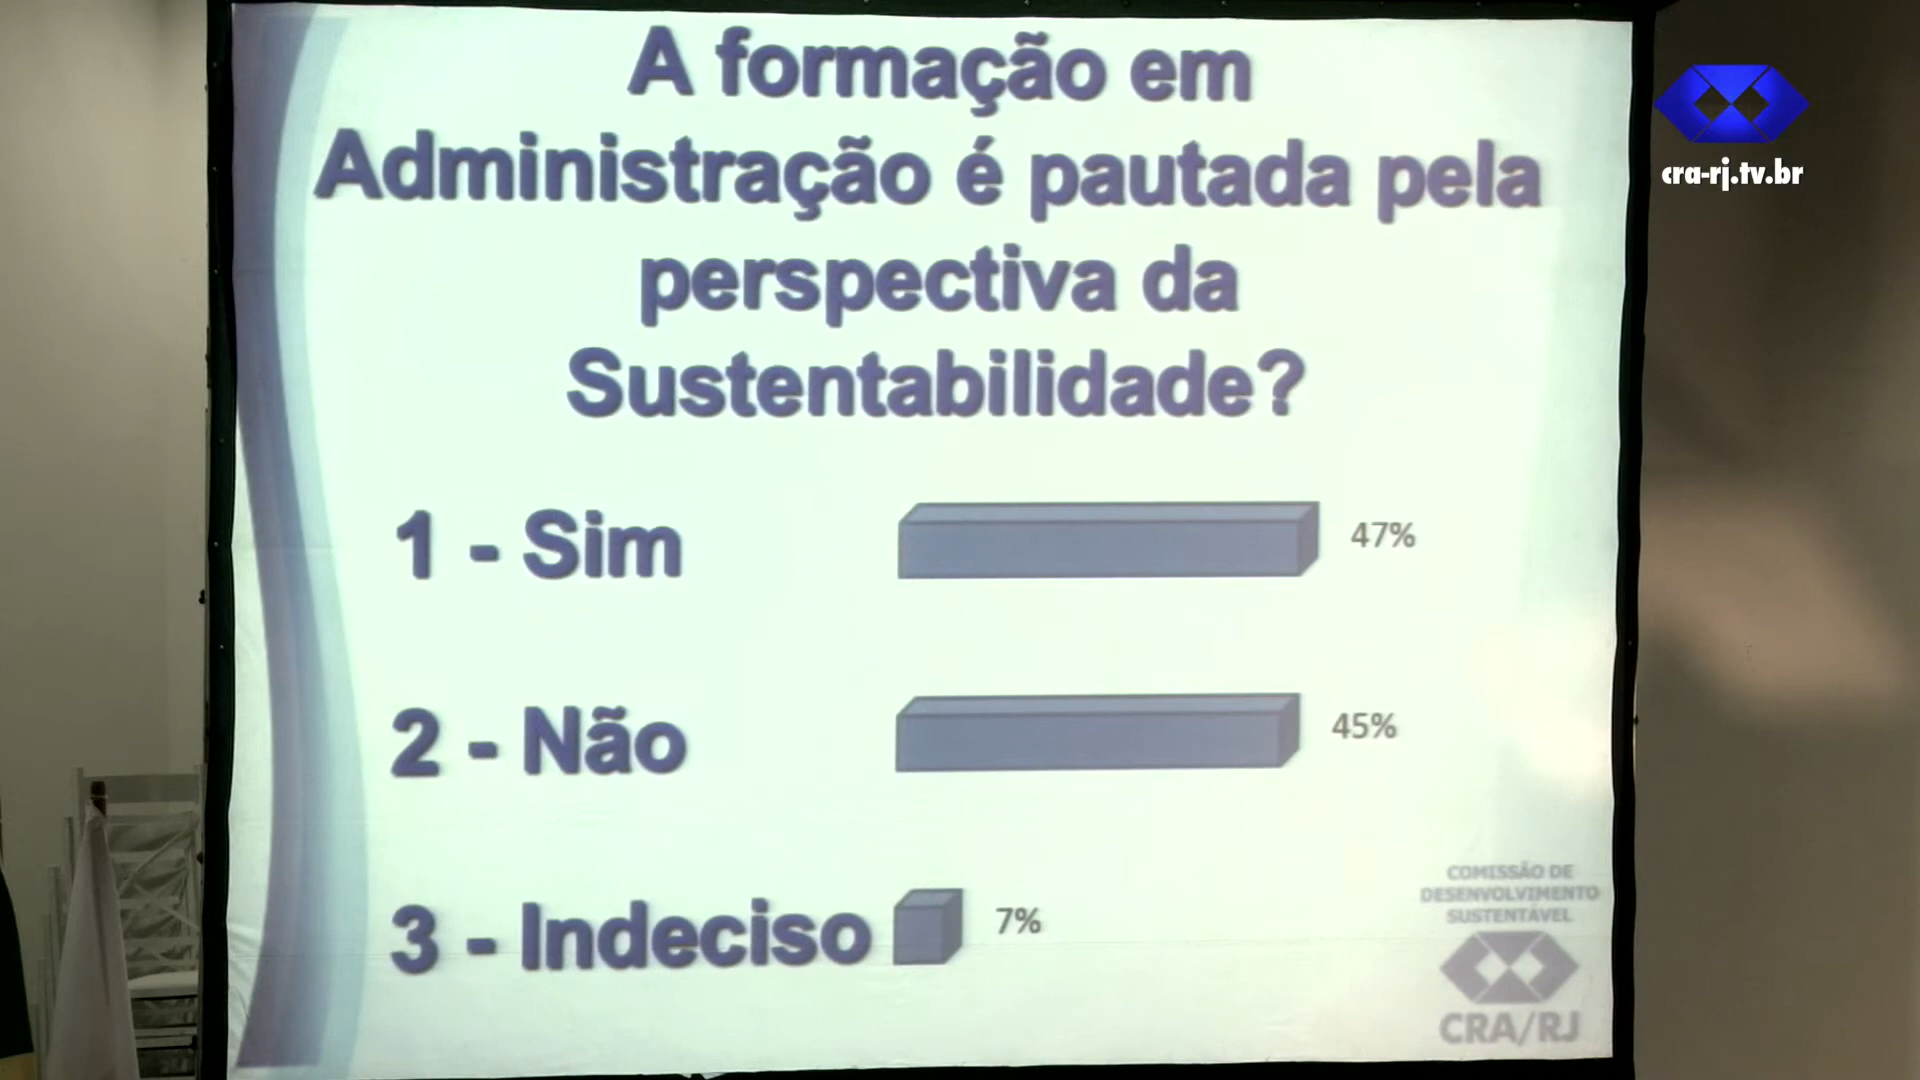 A formação em
Administração é pautada pela
perspectiva da
Sustentabilidade?
1 - Sim 47%
2 - Não 45%
3 - Indeciso 7%
COMISSÃO DE
DESENVOLVIMENTO
SUSTENTÁVEL
CRA/RJ
cra-rj.tv.br